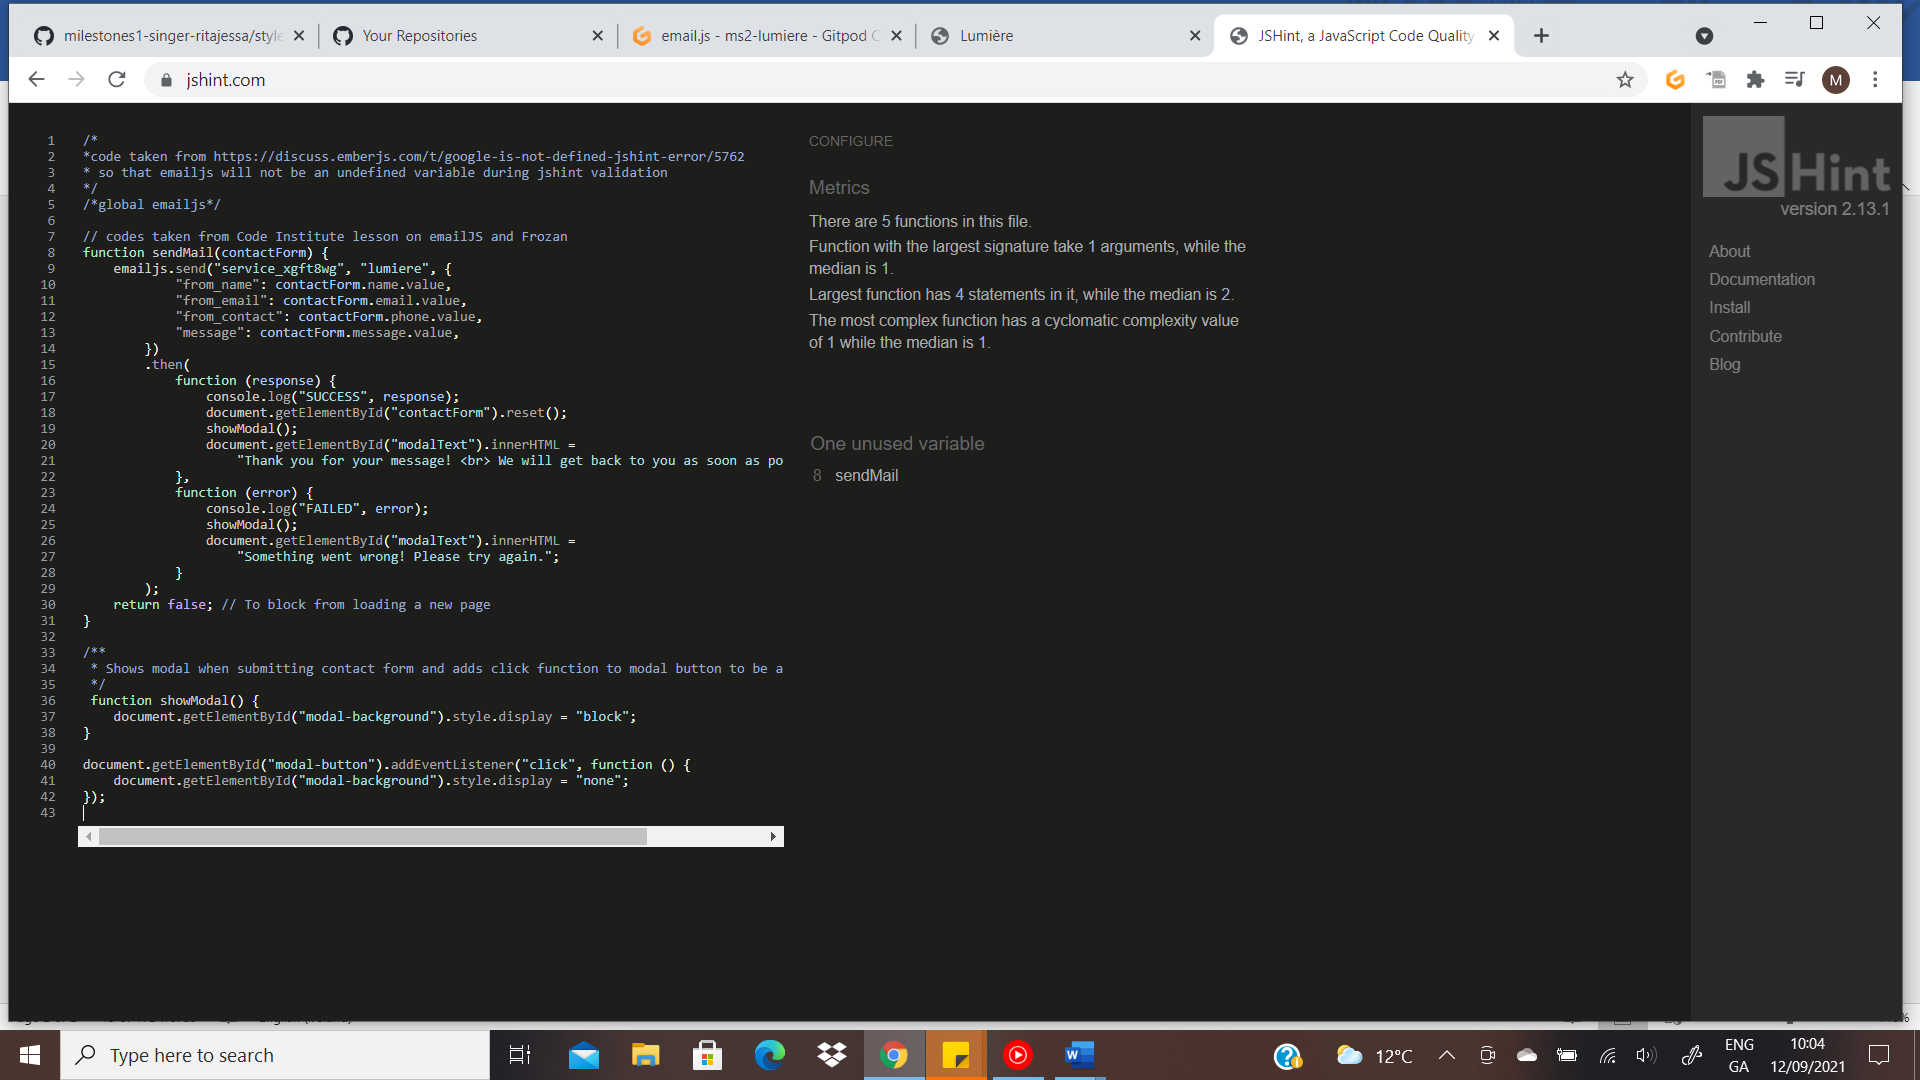 milestones1-singer-ritajessa/style
Your Repositories
email.js - ms2-lumiere - Gitpod C
Lumière
JSHint, a JavaScript Code Quality
jshint.com
M
1 /*
2 *code taken from https://discuss.emberjs.com/t/google-is-not-defined-jshint-error/5762
3 * so that emailjs will not be an undefined variable during jshint validation
4 */
5 /*global emailjs*/
6
7 // codes taken from Code Institute lesson on emailJS and Frozan
8 function sendMail(contactForm) {
9 emailjs.send("service_xgft8wg", "lumiere", {
10 "from_name": contactForm.name.value,
11 "from_email": contactForm.email.value,
12 "from_contact": contactForm.phone.value,
13 "message": contactForm.message.value,
14 })
15 .then(
16 function (response) {
17 console.log("SUCCESS", response);
18 document.getElementById("contactForm").reset();
19 showModal();
20 document.getElementById("modalText").innerHTML =
21 "Thank you for your message! <br> We will get back to you as soon as po
22 },
23 function (error) {
24 console.log("FAILED", error);
25 showModal();
26 document.getElementById("modalText").innerHTML =
27 "Something went wrong! Please try again.";
28 }
29 );
30 return false; // To block from loading a new page
31 }
32
33 /**
34 * Shows modal when submitting contact form and adds click function to modal button to be a
35 */
36 function showModal() {
37 document.getElementById("modal-background").style.display = "block";
38 }
39
40 document.getElementById("modal-button").addEventListener("click", function () {
41 document.getElementById("modal-background").style.display = "none";
42 });
43
CONFIGURE
Metrics
There are 5 functions in this file.
Function with the largest signature take 1 arguments, while the
median is 1.
Largest function has 4 statements in it, while the median is 2.
The most complex function has a cyclomatic complexity value
of 1 while the median is 1.
One unused variable
8 sendMail
JSHint
version 2.13.1
About
Documentation
Install
Contribute
Blog
Type here to search
12°C
ENG
GA
10:04
12/09/2021